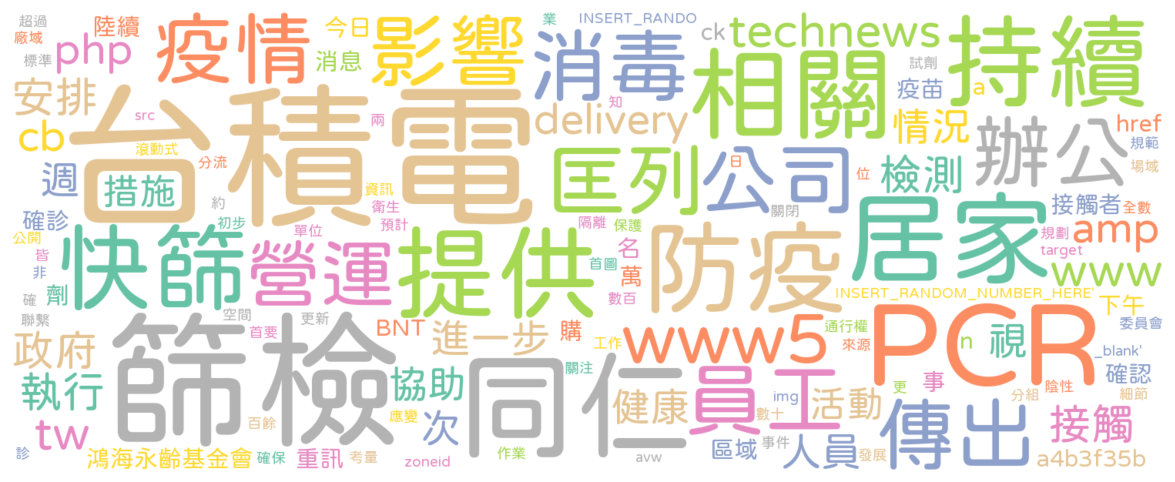 超過
廠域
標準
陸續
php
疫情
今日
消息
影響
INSERT_RANDO
業
ck
technews
消毒
相關
試劑
疫苗
a
持續
安排
cb
src
台積電
滾動式
兩
分流
知
delivery
情況
href
規範
場域
辦公
週
措施
匡列
公司
日
位
檢測
接觸者
全數
資訊
衛生
預計
關閉
確診
約
初步
公開
皆
非
單位
隔離
保護
名
首圖
萬
數百
規劃
target
amp
快篩
營運
提供
防疫
居家
www
劑
確
聯繫
空間
首要
更新
BNT
進一步
購
工作
INSERT_RANDOM_NUMBER_HERE'
下午
通行權
來源
委員會
政府
www5
PCR
n
視
_blank'
確認
細節
篩檢
同仁
協助
關注
執行
健康
員工
img
數十
活動
更
事
分組
陰性
傳出
接觸
tw
百餘
應變
次
診
鴻海永齡基金會
確保
重訊
考量
zoneid
作業
avw
區域
事件
人員
發展
a4b3f35b